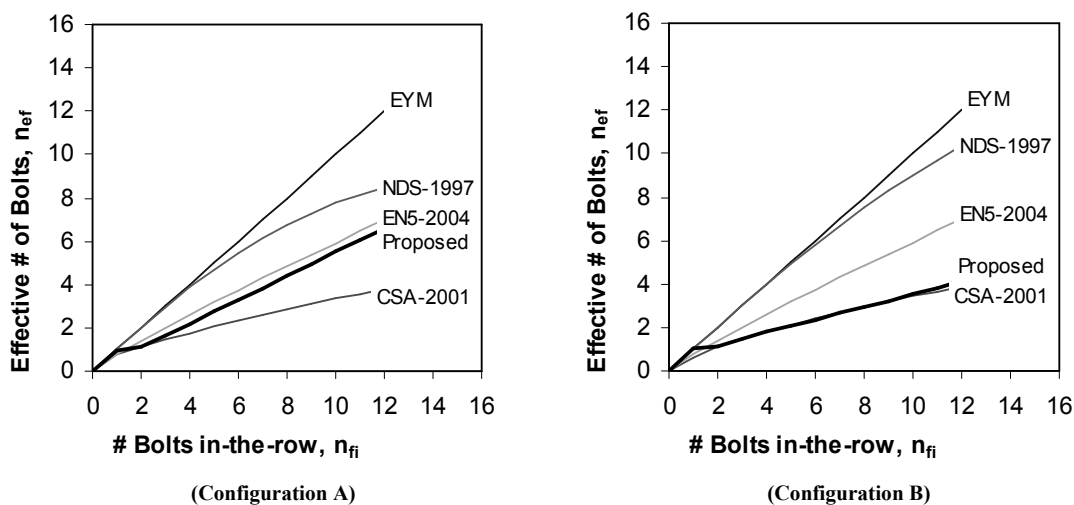 16
14
12
10
8
6
4
2
0
Effective # of Bolts, nef
EYM
NDS-1997
EN5-2004
Proposed
CSA-2001
0 2 4 6 8 10 12 14 16
# Bolts in-the-row, nfi
(Configuration A)
16
14
12
10
8
6
4
2
0
Effective # of Bolts, nef
EYM
NDS-1997
EN5-2004
Proposed
CSA-2001
0 2 4 6 8 10 12 14 16
# Bolts in-the-row, nfi
(Configuration B)